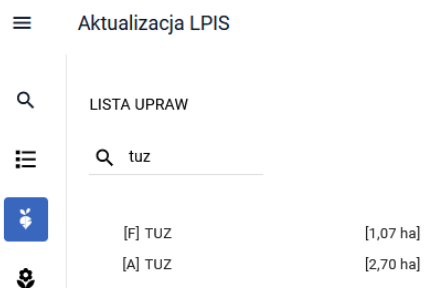 Aktualizacja LPIS
LISTA UPRAW
tuz
[F] TUZ [1,07 ha]
[A] TUZ [2,70 ha]